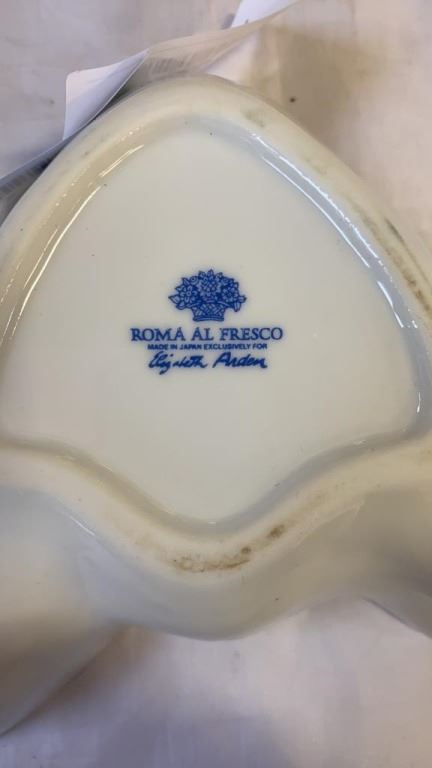 ROMA AL FRESCO
MADE IN JAPAN EXCLUSIVELY FOR
Elizabeth Arden